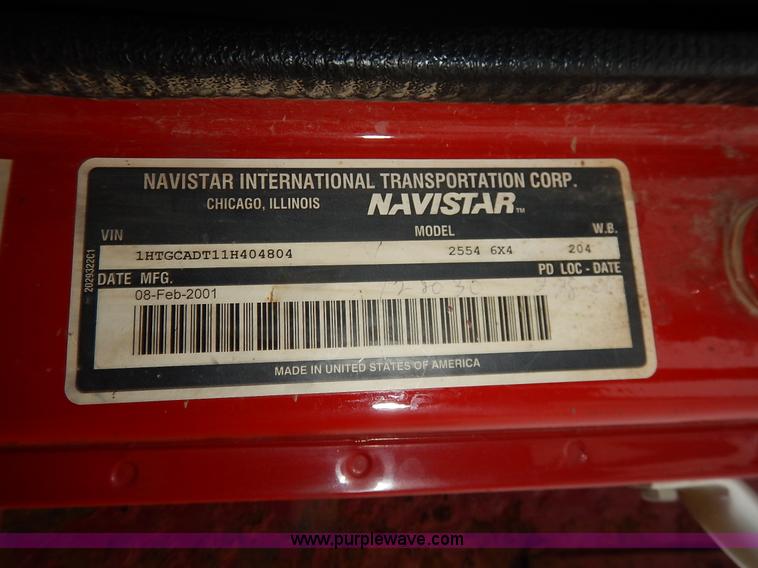 NAVISTAR INTERNATIONAL TRANSPORTATION CORP.
CHICAGO, ILLINOIS NAVISTAR™
VIN MODEL W.B.
1HTGCADT11H404804 2554 6X4 204
DATE MFG. PD LOC - DATE
08-Feb-2001
MADE IN UNITED STATES OF AMERICA
2029322C1
www.purplewave.com